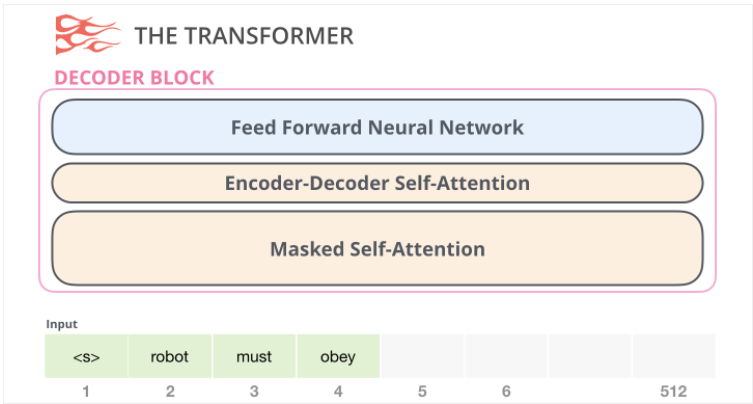 THE TRANSFORMER
DECODER BLOCK
Feed Forward Neural Network
Encoder-Decoder Self-Attention
Masked Self-Attention
Input
<s> robot must obey
1 2 3 4 5 6 512